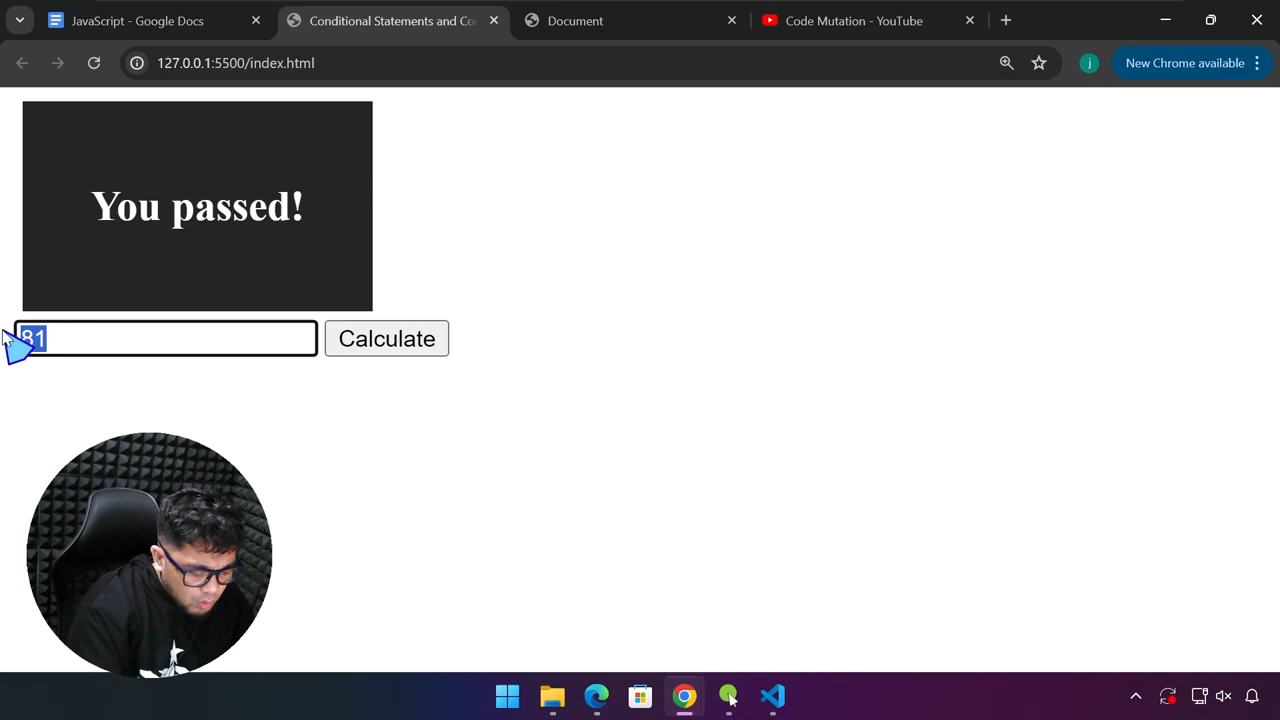 JavaScript - Google Docs
Conditional Statements and Co
Document
Code Mutation - YouTube
127.0.0.1:5500/index.html
j
New Chrome available
You passed!
81
Calculate